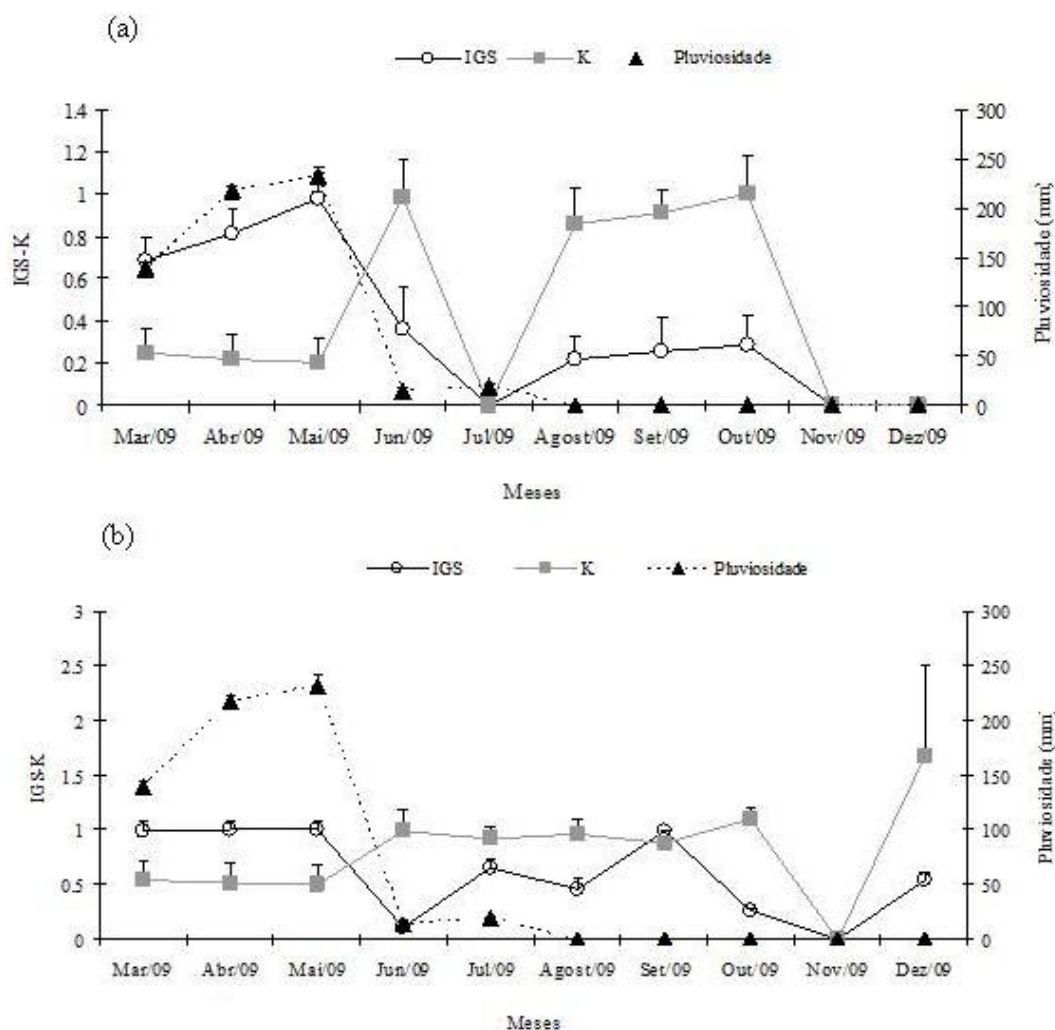 (a)
IGS K Pluviosidade
1.4
1.2
1
0.8
0.6
0.4
0.2
0
IGS-K
300
250
200
150
100
50
0
Pluviosidade (mm)
Mar/09 Abr/09 Mai/09 Jun/09 Jul/09 Agost/09 Set/09 Out/09 Nov/09 Dez/09
Meses
(b)
IGS K Pluviosidade
3
2.5
2
1.5
1
0.5
0
IGS-K
300
250
200
150
100
50
0
Pluviosidade (mm)
Mar/09 Abr/09 Mai/09 Jun/09 Jul/09 Agost/09 Set/09 Out/09 Nov/09 Dez/09
Meses